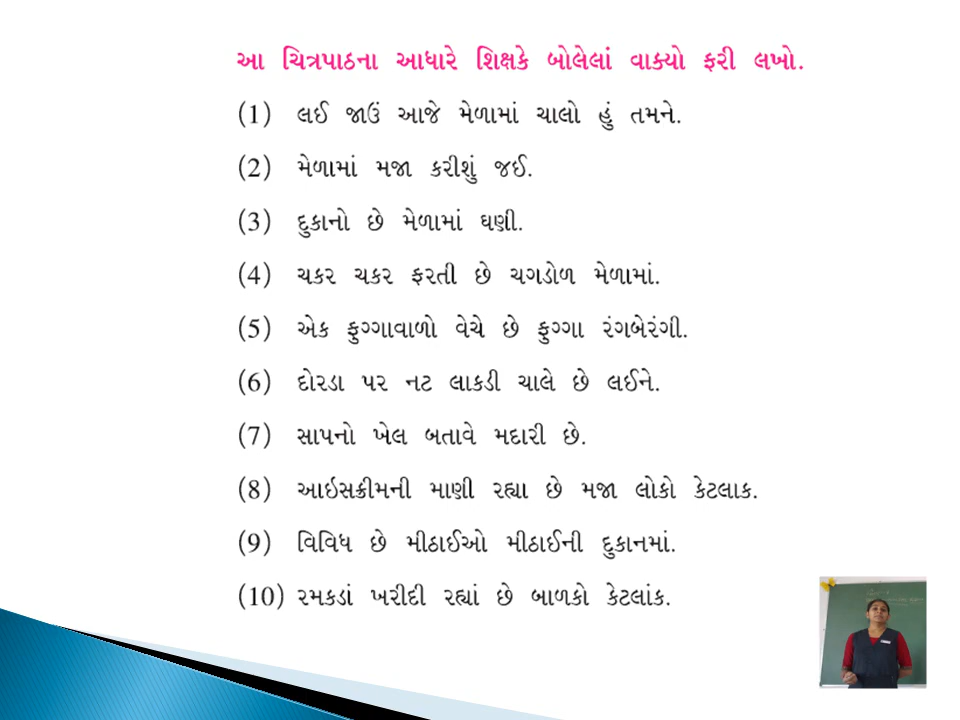 આ ચિત્રપાઠના આધારે શિક્ષકે બોલેલાં વાક્યો ફરી લખો.
(1) લઈ જાઉં આજે મેળામાં ચાલો હું તમને.
(2) મેળામાં મજા કરીશું જઈ.
(3) દુકાનો છે મેળામાં ઘણી.
(4) ચકર ચકર ફરતી છે ચગડોળ મેળામાં.
(5) એક ફુગ્ગાવાળો વેચે છે ફુગ્ગા રંગબેરંગી.
(6) દોરડા પર નટ લાકડી ચાલે છે લઈને.
(7) સાપનો ખેલ બતાવે મદારી છે.
(8) આઇસક્રીમની માણી રહ્યા છે મજા લોકો કેટલાક.
(9) વિવિધ છે મીઠાઈઓ મીઠાઈની દુકાનમાં.
(10) રમકડાં ખરીદી રહ્યાં છે બાળકો કેટલાંક.